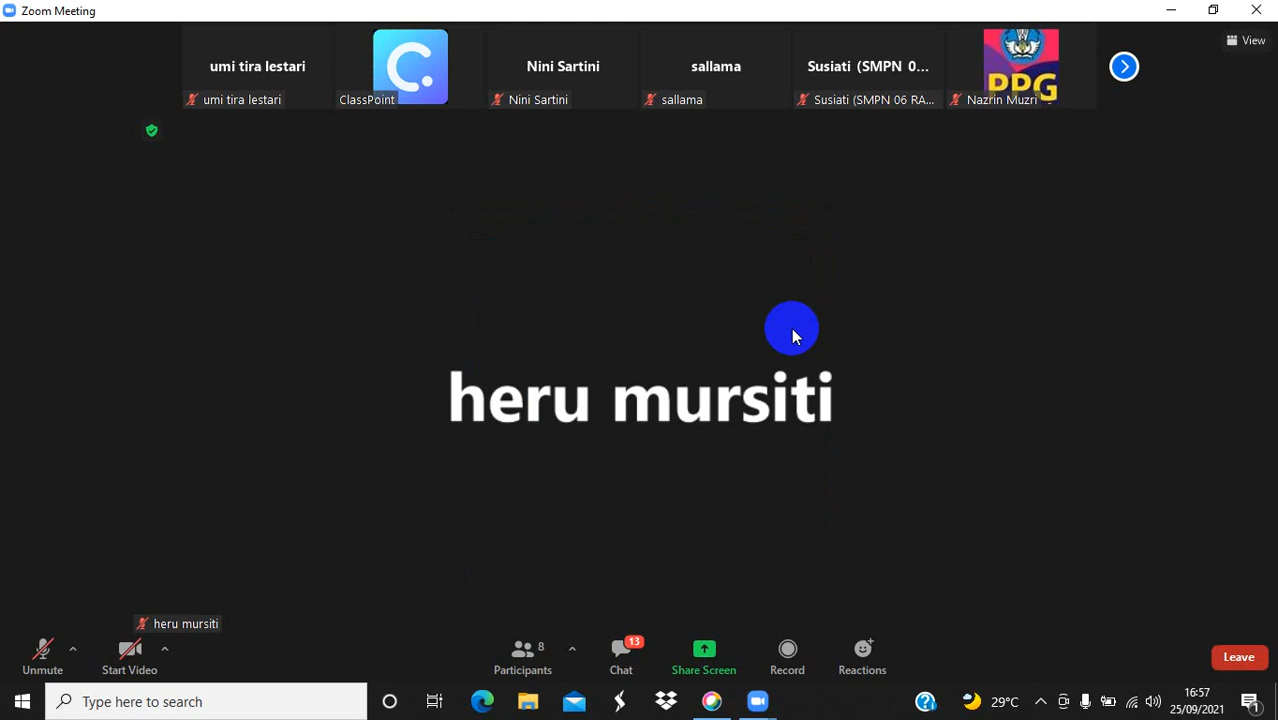 Zoom Meeting
View
umi tira lestari
umi tira lestari
C.
ClassPoint
Nini Sartini
Nini Sartini
sallama
sallama
Susiati (SMPN 0...
Susiati (SMPN 06 RA...
PPG
Nazrin Muzri
heru mursiti
heru mursiti
Unmute
Start Video
8
Participants
13
Chat
Share Screen
Record
Reactions
Leave
Type here to search
29°C
16:57
25/09/2021
1